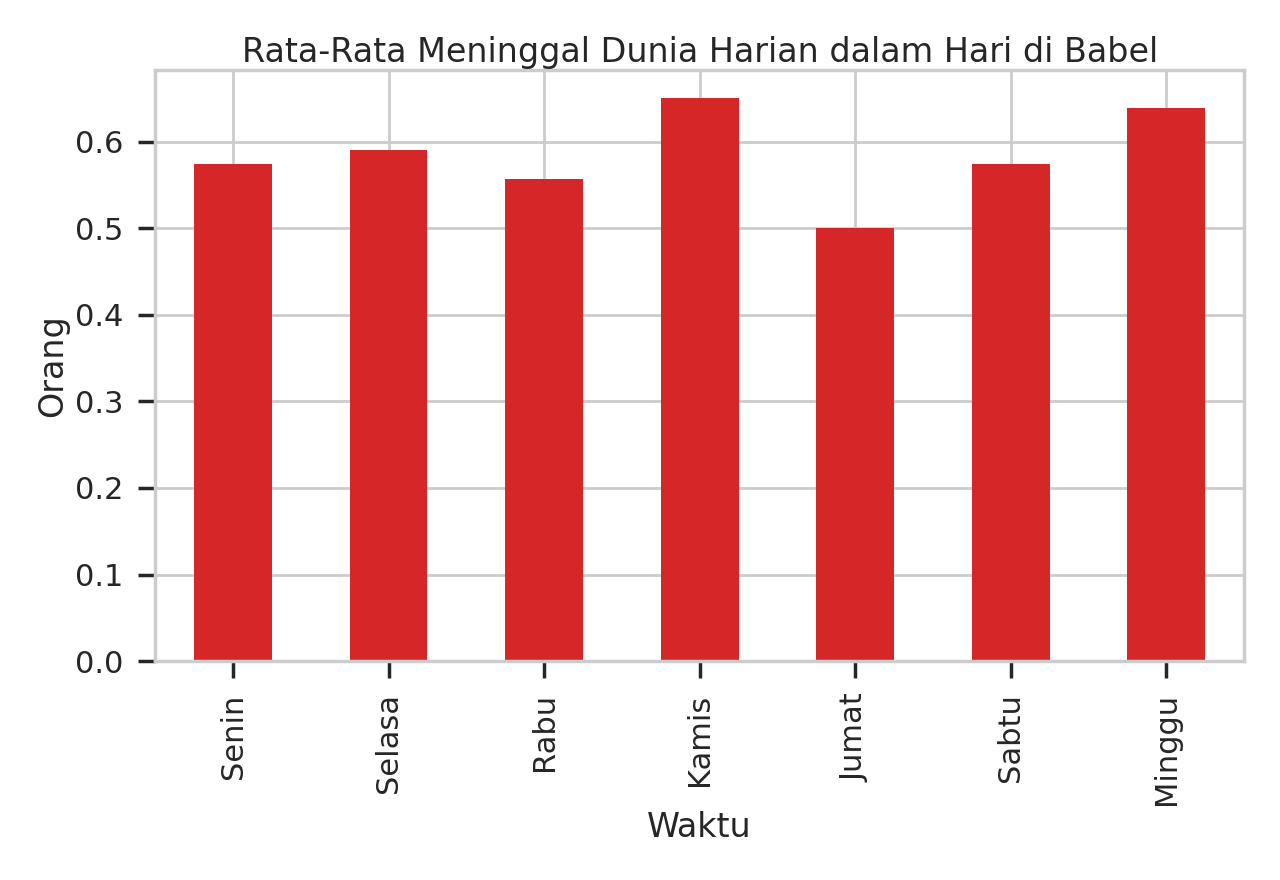 Rata-Rata Meninggal Dunia Harian dalam Hari di Babel
Orang
0.6
0.5
0.4
0.3
0.2
0.1
0.0
Senin
Selasa
Rabu
Kamis
Jumat
Sabtu
Minggu
Waktu